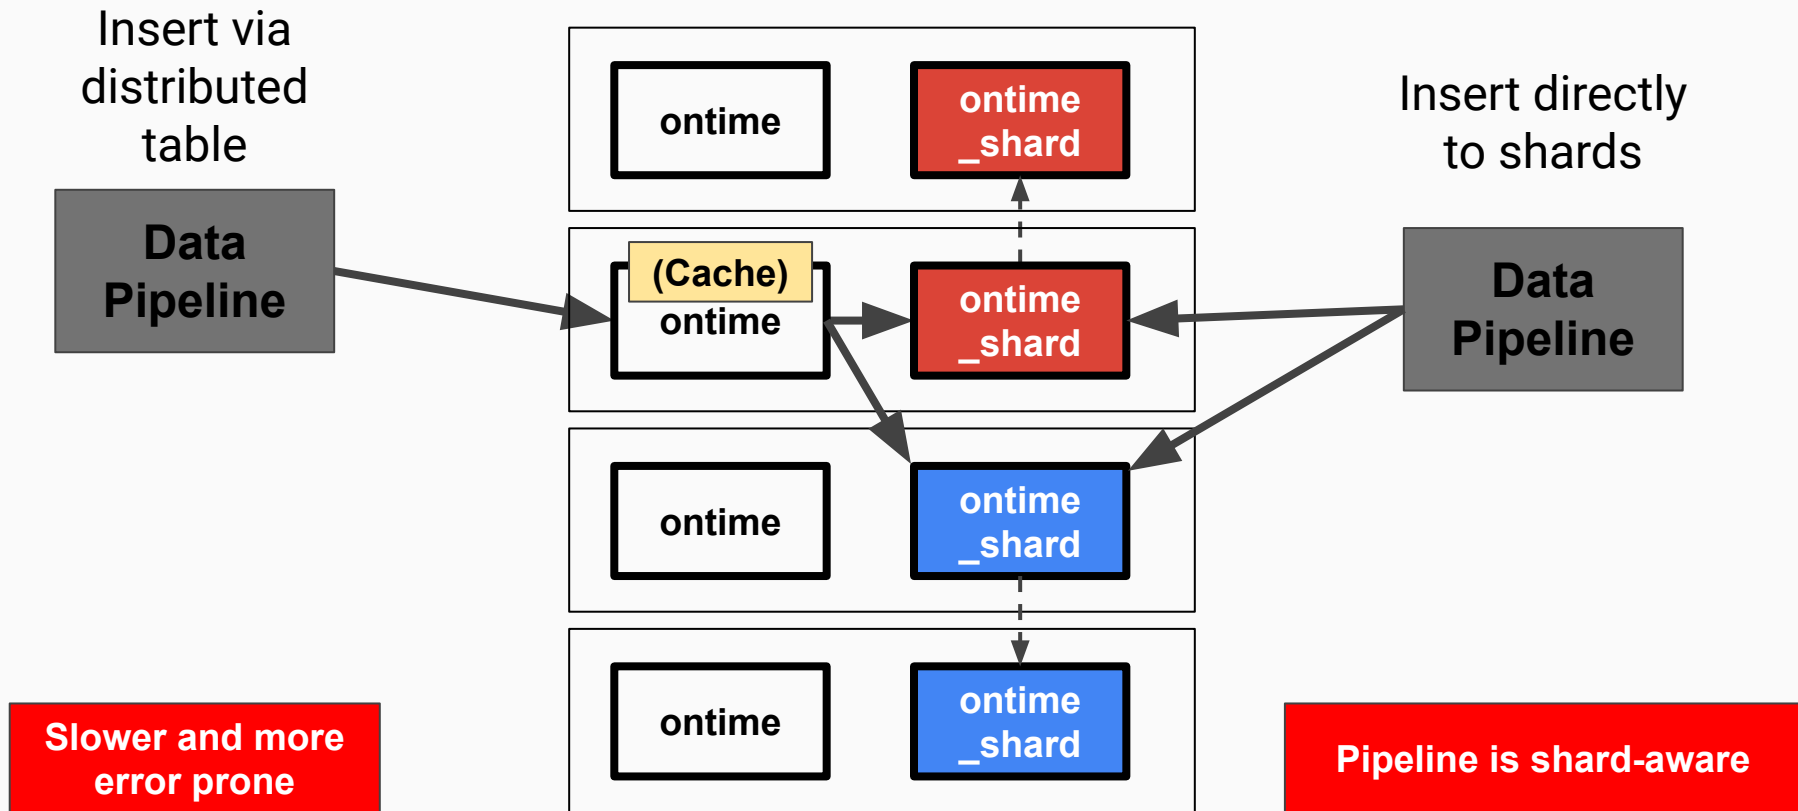 Insert via
distributed
table
Data
Pipeline
Slower and more
error prone
ontime
ontime
_shard
(Cache)
ontime
ontime
_shard
ontime
ontime
_shard
ontime
ontime
_shard
Insert directly
to shards
Data
Pipeline
Pipeline is shard-aware